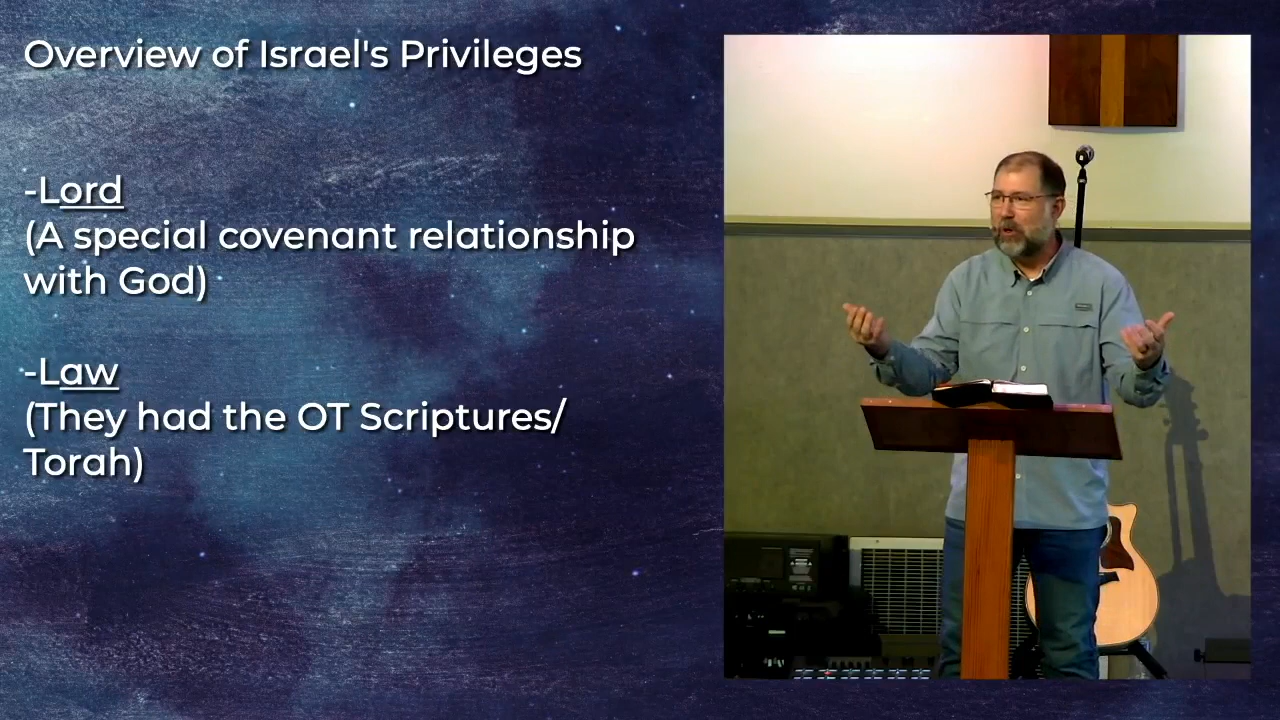 Overview of Israel's Privileges
-Lord
(A special covenant relationship
with God)
-Law
(They had the OT Scriptures/
Torah)